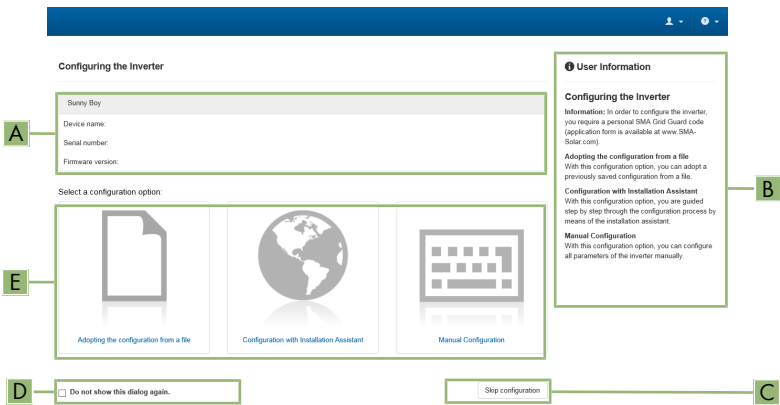 Configuring the Inverter
Sunny Boy
Device name:
Serial number:
Firmware version:
Select a configuration option:
Adopting the configuration from a file
Configuration with Installation Assistant
Manual Configuration
Do not show this dialog again.
Skip configuration
User Information
Configuring the Inverter
Information: In order to configure the inverter,
you require a personal SMA Grid Guard code
(application form is available at www.SMA-
Solar.com).
Adopting the configuration from a file
With this configuration option, you can adopt a
previously saved configuration from a file.
Configuration with Installation Assistant
With this configuration option, you are guided
step by step through the configuration process by
means of the installation assistant.
Manual Configuration
With this configuration option, you can configure
all parameters of the inverter manually.
A
B
C
D
E